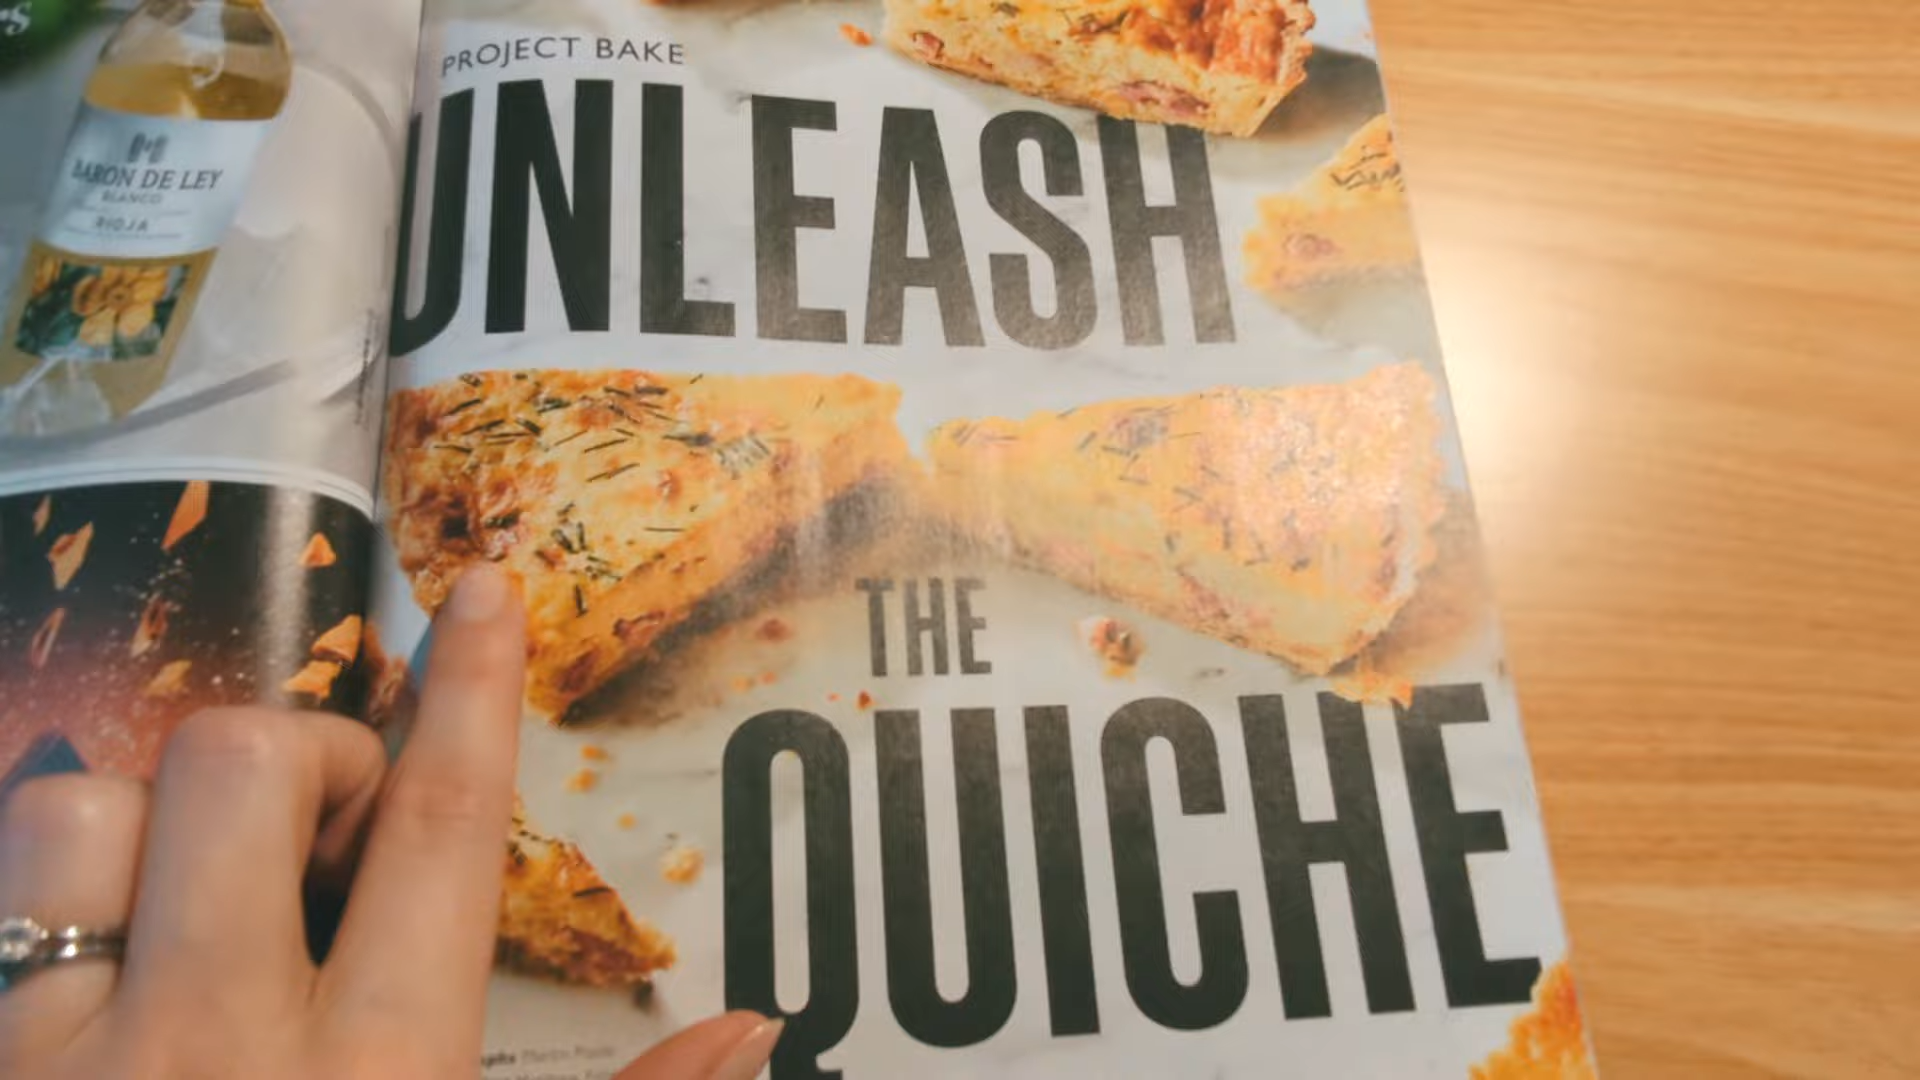 BARON DE LEY
BLANCO
RIOJA
PROJECT BAKE
UNLEASH
THE
QUICHE